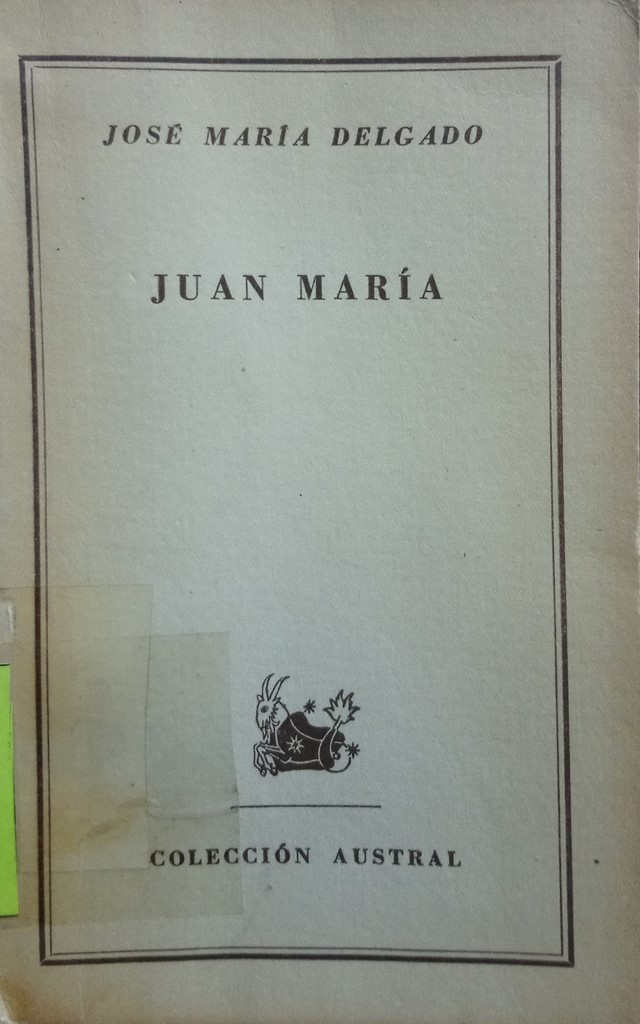 JOSÉ MARÍA DELGADO
JUAN MARÍA
COLECCIÓN AUSTRAL